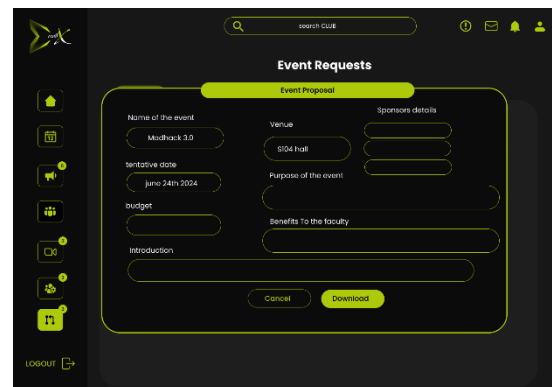 search CLUE
Event Requests
Event Proposal
Name of the event
Madhack 3.0
Venue
S104 hall
Sponsors details
tentative date
june 24th 2024
Purpose of the event
budget
Benefits To the faculty
Introduction
Cancel
Download
LOGOUT